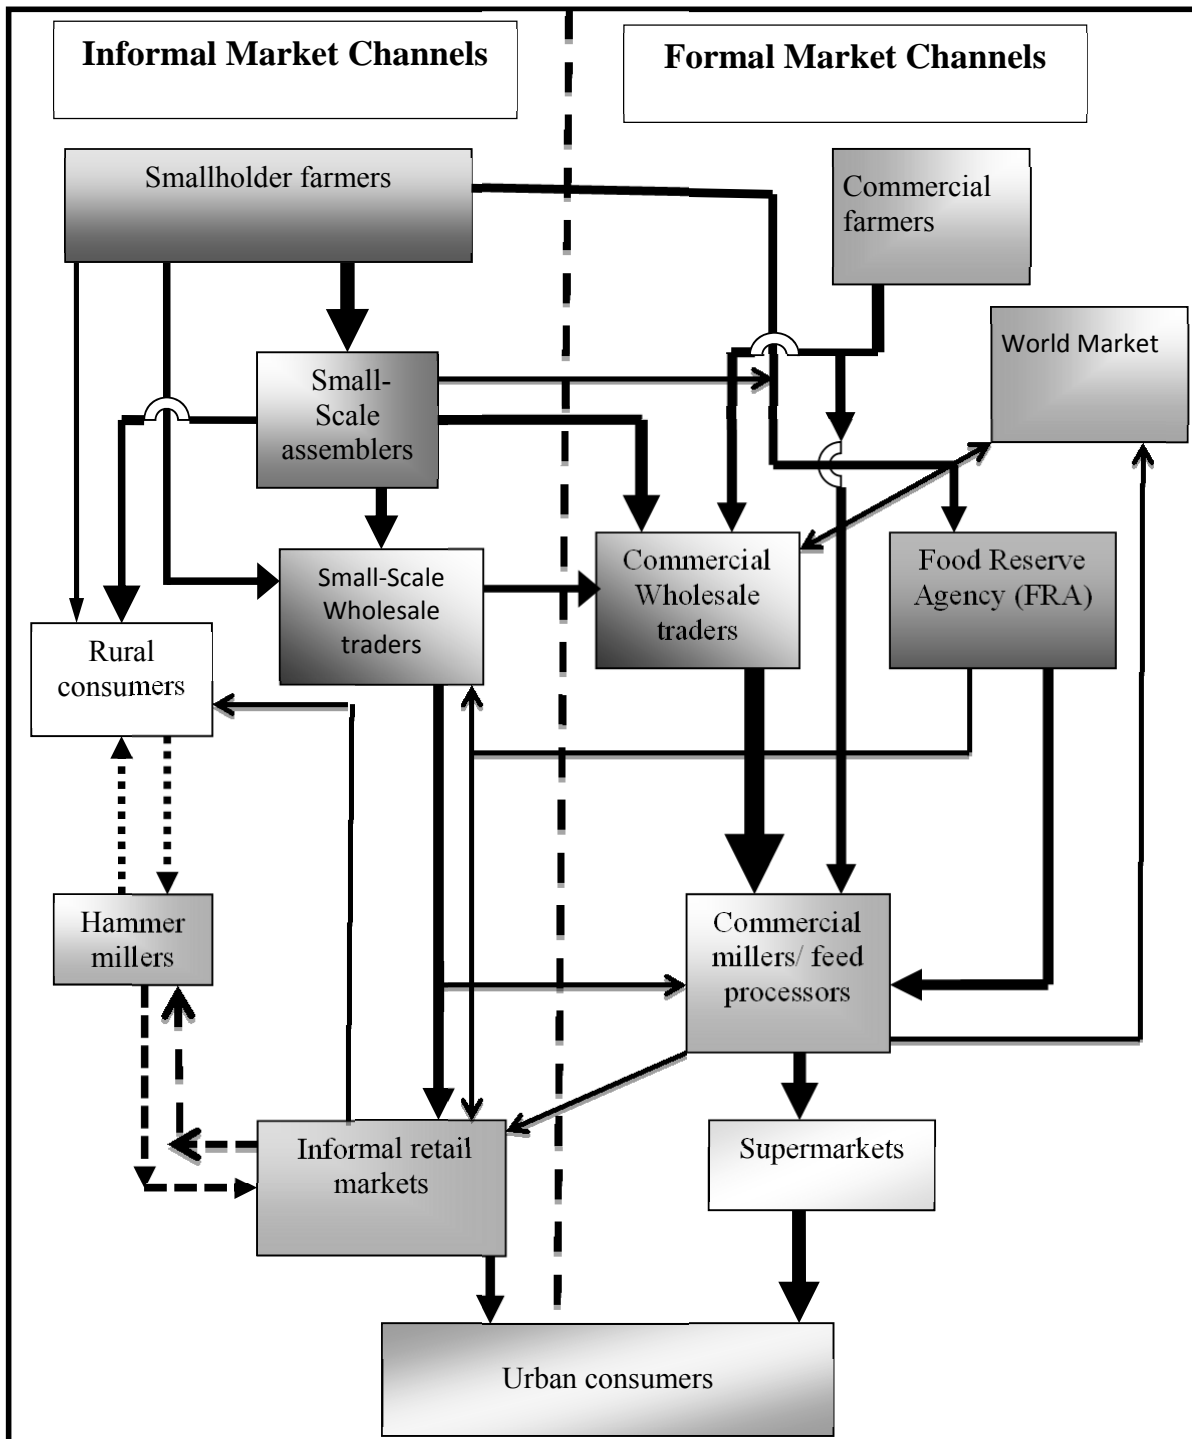 Informal Market Channels
Formal Market Channels
Smallholder farmers
Commercial
farmers
World Market
Small-
Scale
assemblers
Small-Scale
Wholesale
traders
Commercial
Wholesale
traders
Food Reserve
Agency (FRA)
Rural
consumers
Hammer
millers
Commercial
millers/ feed
processors
Informal retail
markets
Supermarkets
Urban consumers